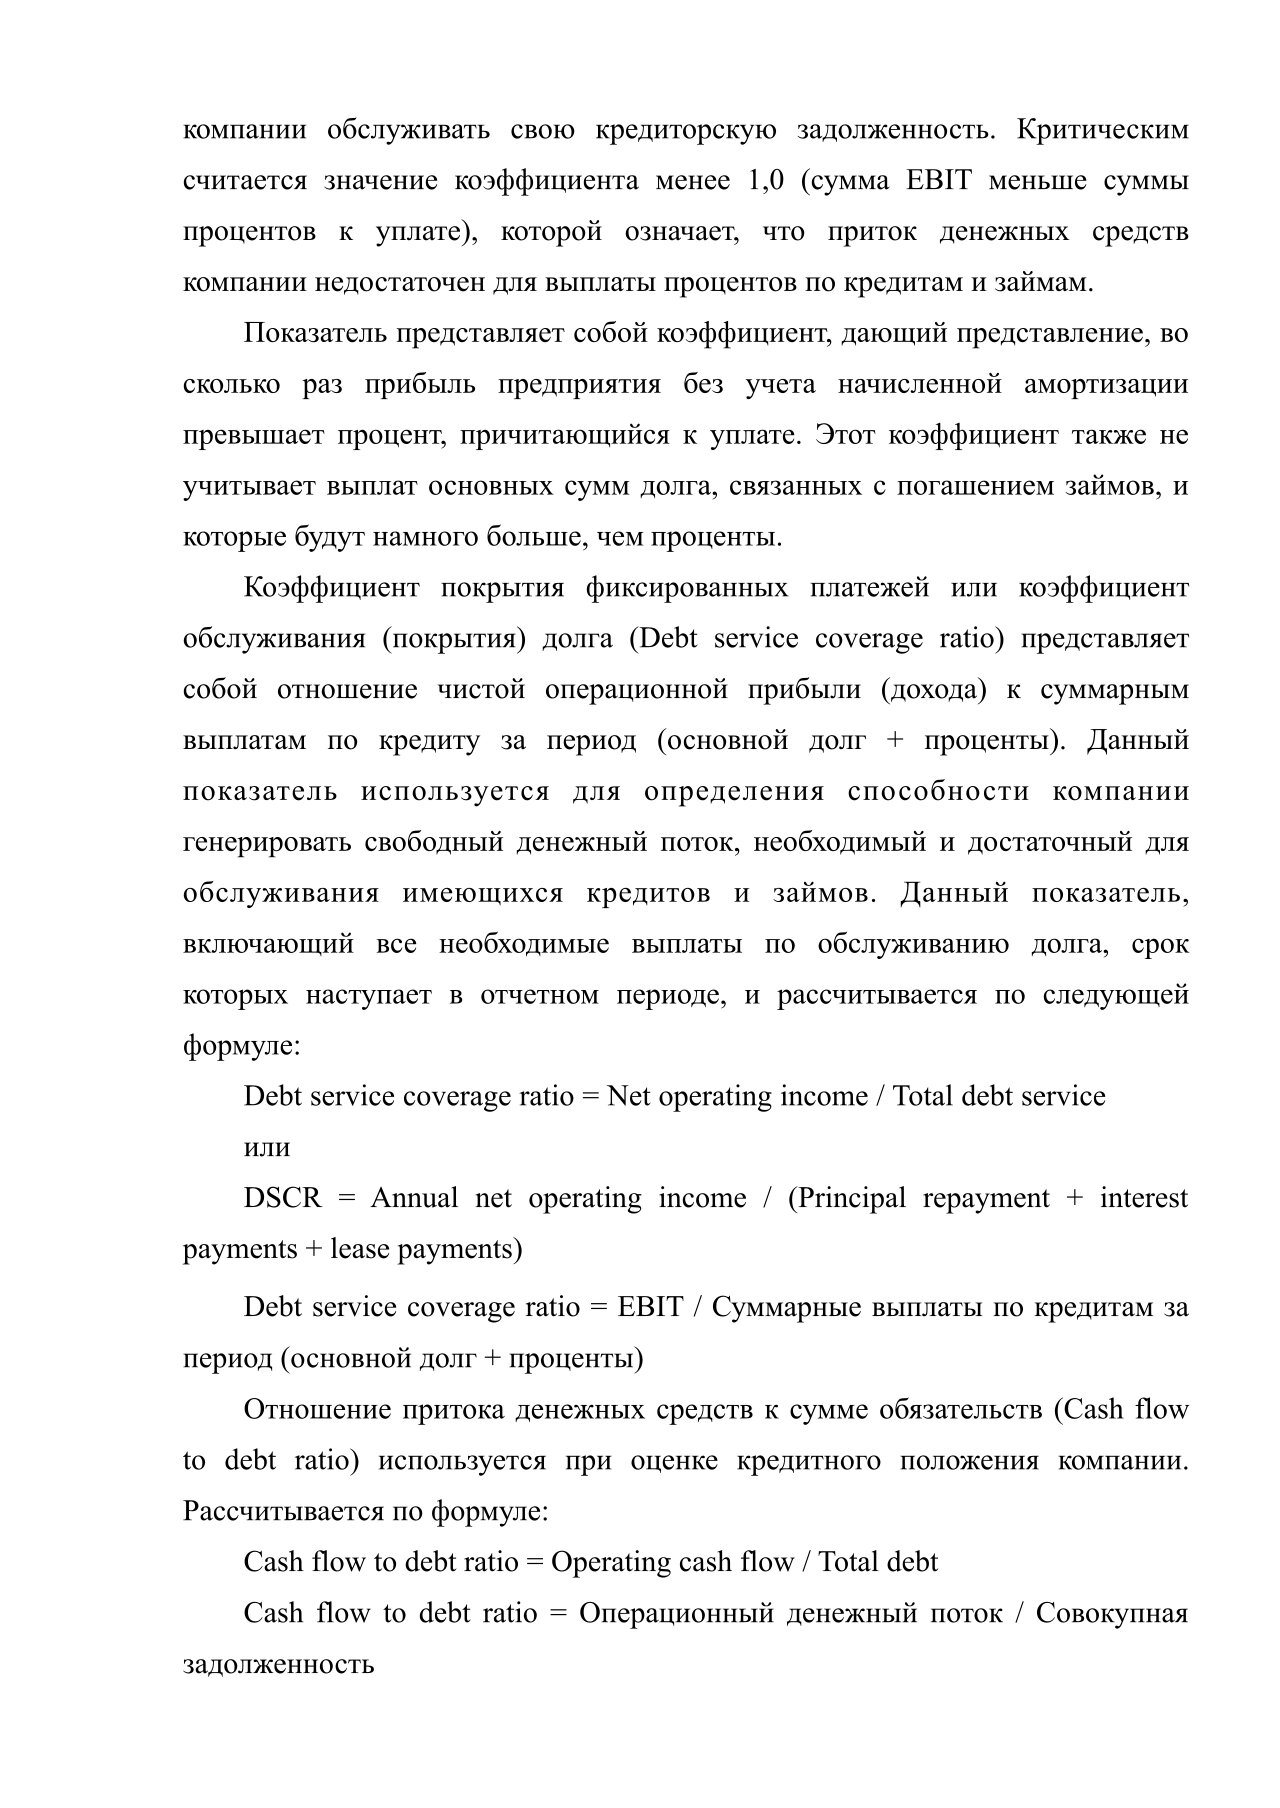 компании обслуживать свою кредиторскую задолженность. Критическим
считается значение коэффициента менее 1,0 (сумма EBIT меньше суммы
процентов к уплате), которой означает, что приток денежных средств
компании недостаточен для выплаты процентов по кредитам и займам.
Показатель представляет собой коэффициент, дающий представление, во
сколько раз прибыль предприятия без учета начисленной амортизации
превышает процент, причитающийся к уплате. Этот коэффициент также не
учитывает выплат основных сумм долга, связанных с погашением займов, и
которые будут намного больше, чем проценты.
Коэффициент покрытия фиксированных платежей или коэффициент
обслуживания (покрытия) долга (Debt service coverage ratio) представляет
собой отношение чистой операционной прибыли (дохода) к суммарным
выплатам по кредиту за период (основной долг + проценты). Данный
показатель используется для определения способности компании
генерировать свободный денежный поток, необходимый и достаточный для
обслуживания имеющихся кредитов и займов. Данный показатель,
включающий все необходимые выплаты по обслуживанию долга, срок
которых наступает в отчетном периоде, и рассчитывается по следующей
формуле:
Debt service coverage ratio = Net operating income / Total debt service
или
DSCR = Annual net operating income / (Principal repayment + interest
payments + lease payments)
Debt service coverage ratio = EBIT / Суммарные выплаты по кредитам за
период (основной долг + проценты)
Отношение притока денежных средств к сумме обязательств (Cash flow
to debt ratio) используется при оценке кредитного положения компании.
Рассчитывается по формуле:
Cash flow to debt ratio = Operating cash flow / Total debt
Cash flow to debt ratio = Операционный денежный поток / Совокупная
задолженность